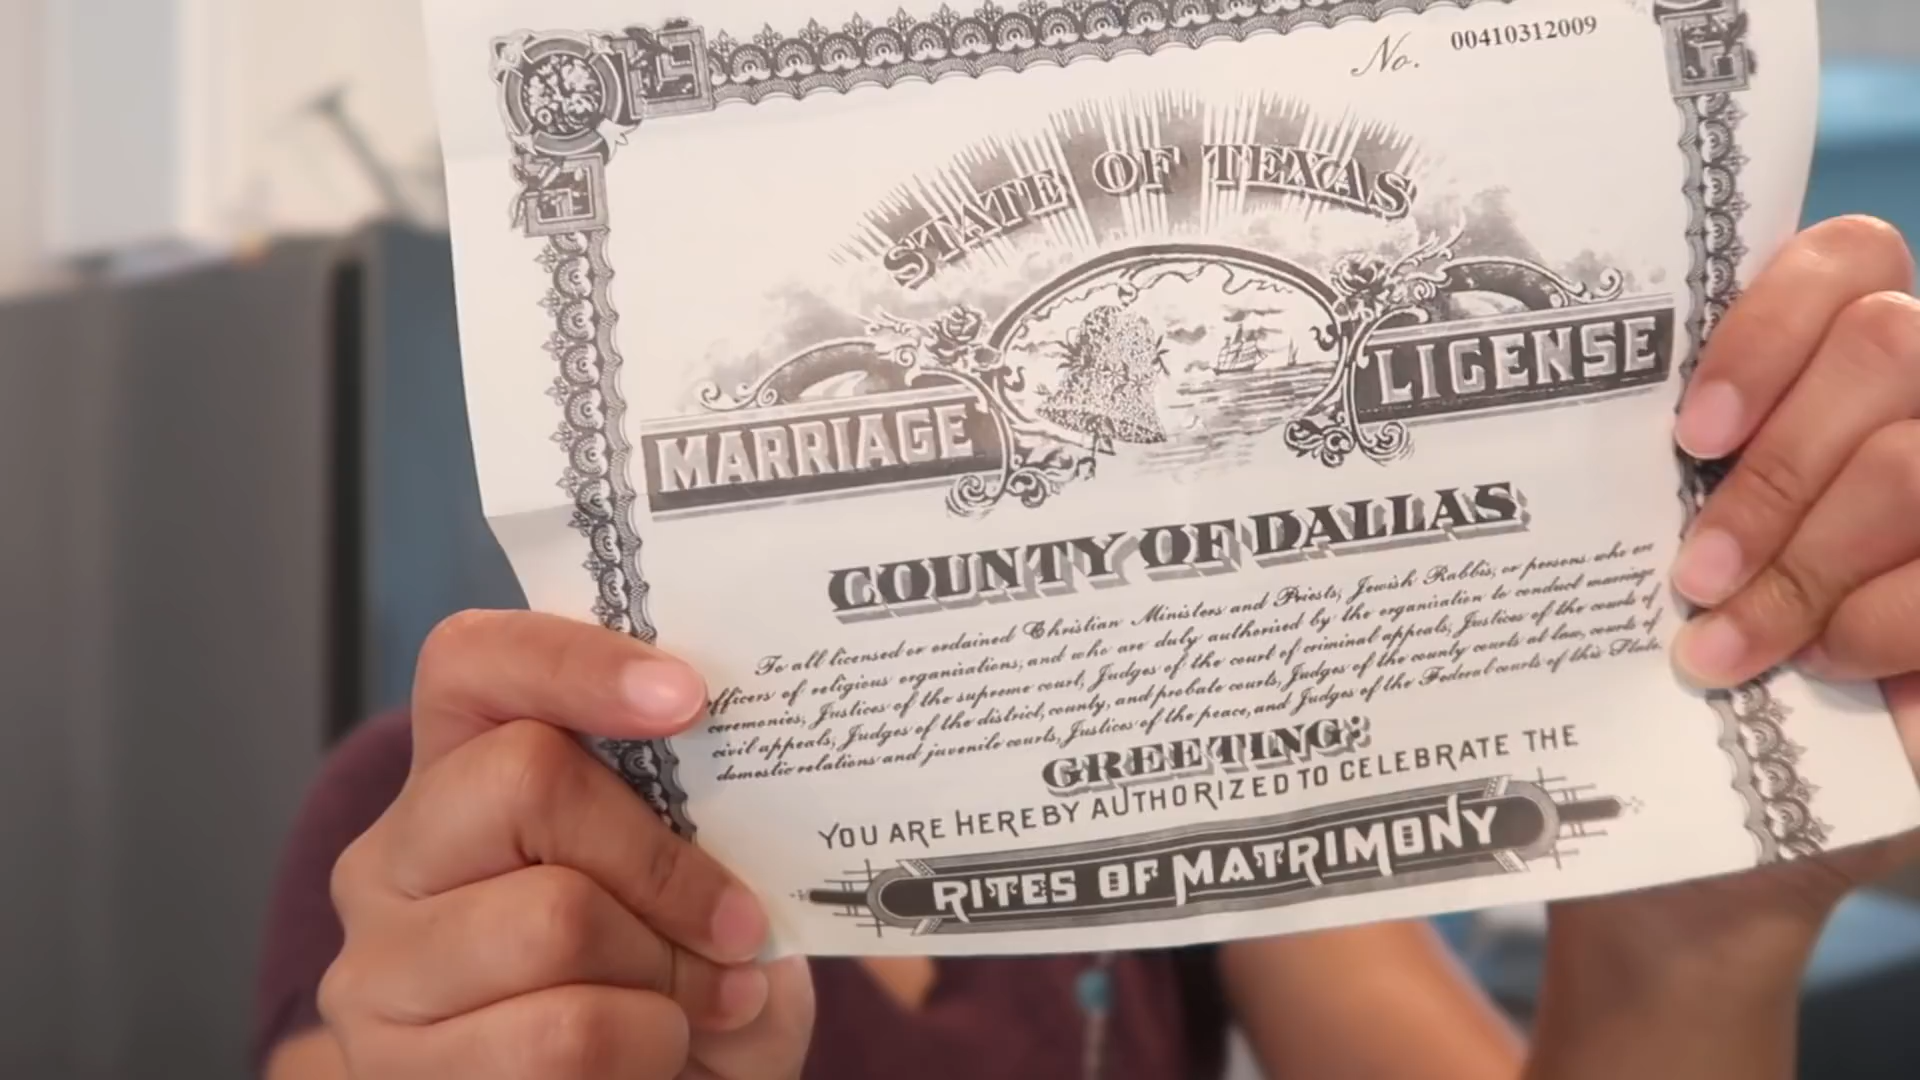 No. 00410312009
STATE OF TEXAS
MARRIAGE LICENSE
COUNTY OF DALLAS
To all licensed or ordained Christian Ministers and Priests, Jewish Rabbis, or persons who are
officers of religious organizations, and who are duly authorized by the organization to conduct marriage
ceremonies, Justices of the supreme court, Judges of the court of criminal appeals, Justices of the courts of
civil appeals, Judges of the district, county, and probate courts, Judges of the county courts at law, courts of
domestic relations and juvenile courts, Justices of the peace, and Judges of the Federal courts of this State.
GREETING:
YOU ARE HEREBY AUTHORIZED TO CELEBRATE THE
RITES OF MATRIMONY